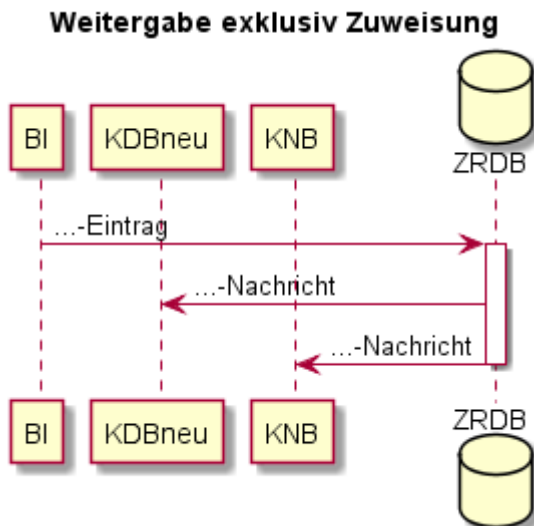 Weitergabe exklusiv Zuweisung
BI
KDBneu
KNB
ZRDB
...-Eintrag
...-Nachricht
...-Nachricht
BI
KDBneu
KNB
ZRDB